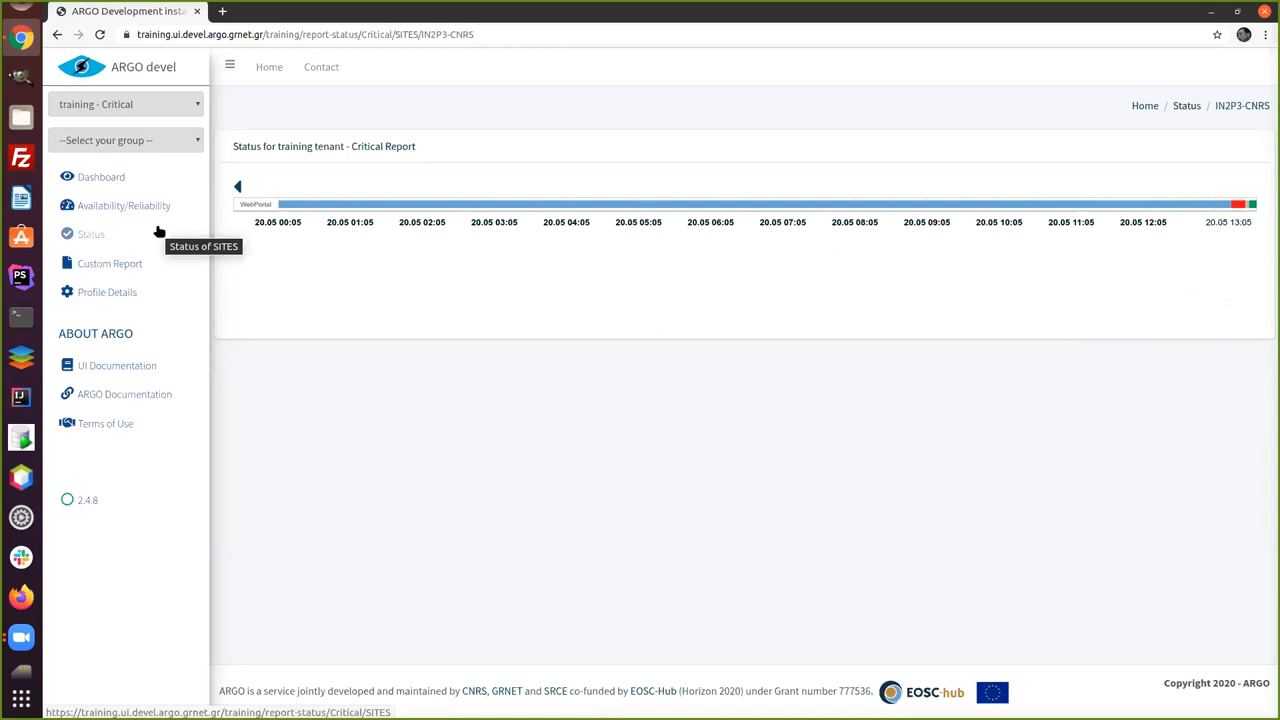 ARGO Development insta
training.ui.devel.argo.grnet.gr/training/report-status/Critical/SITES/IN2P3-CNRS
ARGO devel
Home
Contact
training - Critical
--Select your group --
Dashboard
Availability/Reliability
Status
Custom Report
Profile Details
ABOUT ARGO
UI Documentation
ARGO Documentation
Terms of Use
2.4.8
Status of SITES
Home / Status / IN2P3-CNRS
Status for training tenant - Critical Report
WebPortal
20.05 00:05 20.05 01:05 20.05 02:05 20.05 03:05 20.05 04:05 20.05 05:05 20.05 06:05 20.05 07:05 20.05 08:05 20.05 09:05 20.05 10:05 20.05 11:05 20.05 12:05 20.05 13:05
ARGO is a service jointly developed and maintained by CNRS, GRNET and SRCE co-funded by EOSC-Hub (Horizon 2020) under Grant number 777536.
EOSC-hub
Copyright 2020 - ARGO
https://training.ui.devel.argo.grnet.gr/training/report-status/Critical/SITES
Fz
PS
>_
IJ